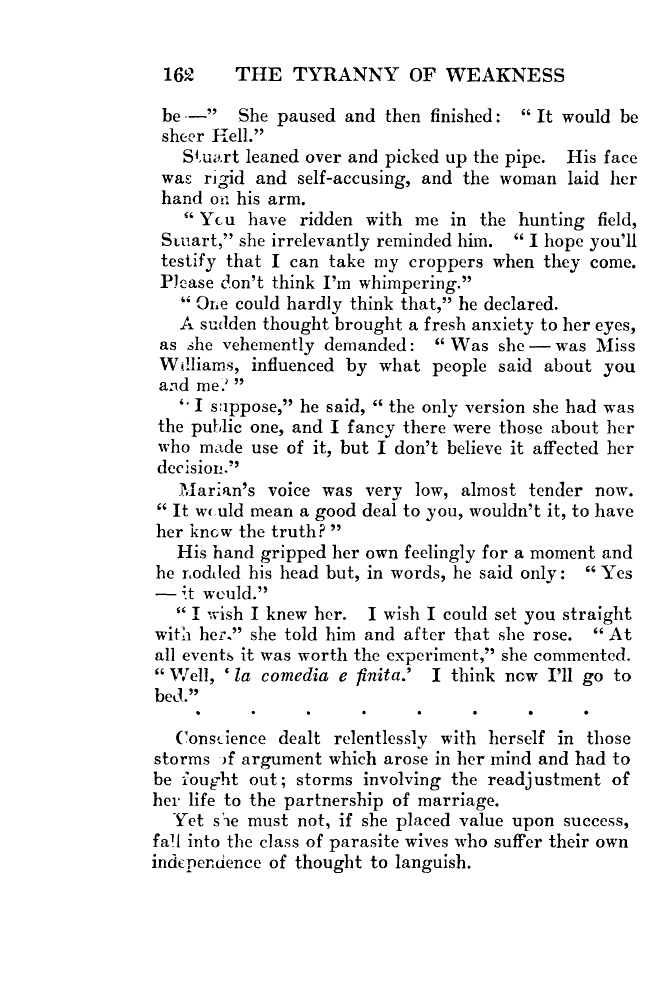 162 THE TYRANNY OF WEAKNESS
be —” She paused and then finished: “ It would be
sheer Hell.”
Stuart leaned over and picked up the pipe. His face
was rigid and self-accusing, and the woman laid her
hand on his arm.
“ You have ridden with me in the hunting field,
Stuart,” she irrelevantly reminded him. “ I hope you’ll
testify that I can take my croppers when they come.
Please don’t think I’m whimpering.”
“ One could hardly think that,” he declared.
A sudden thought brought a fresh anxiety to her eyes,
as she vehemently demanded: “ Was she — was Miss
Williams, influenced by what people said about you
and me? ”
“ I suppose,” he said, “ the only version she had was
the public one, and I fancy there were those about her
who made use of it, but I don’t believe it affected her
decision.”
Marian’s voice was very low, almost tender now.
“ It would mean a good deal to you, wouldn’t it, to have
her know the truth? ”
His hand gripped her own feelingly for a moment and
he nodded his head but, in words, he said only: “ Yes
— it would.”
“ I wish I knew her. I wish I could set you straight
with her.” she told him and after that she rose. “ At
all events it was worth the experiment,” she commented.
“ Well, ‘ la comedia e finita.’ I think now I’ll go to
bed.”
. . . . . . . .
Conscience dealt relentlessly with herself in those
storms of argument which arose in her mind and had to
be fought out; storms involving the readjustment of
her life to the partnership of marriage.
Yet she must not, if she placed value upon success,
fall into the class of parasite wives who suffer their own
independence of thought to languish.